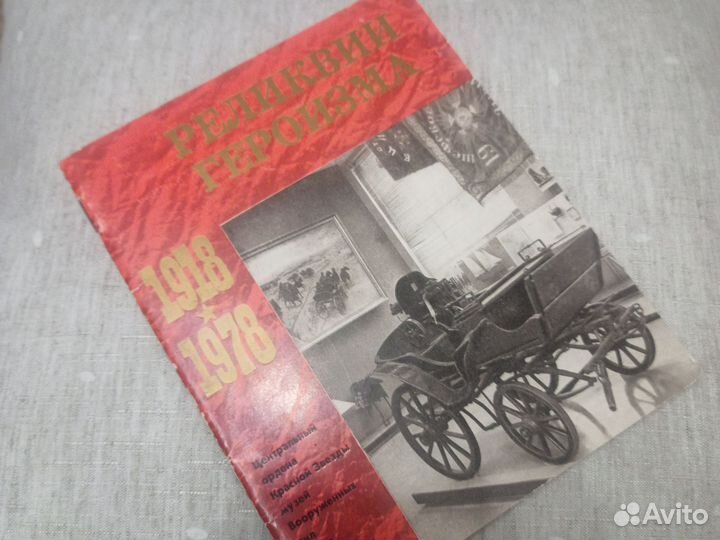 РЕЛИКВИИ
ГЕРОИЗМА
1918
1978
Центральный
ордена
Красной Звезды
музей
Вооруженных
Avito